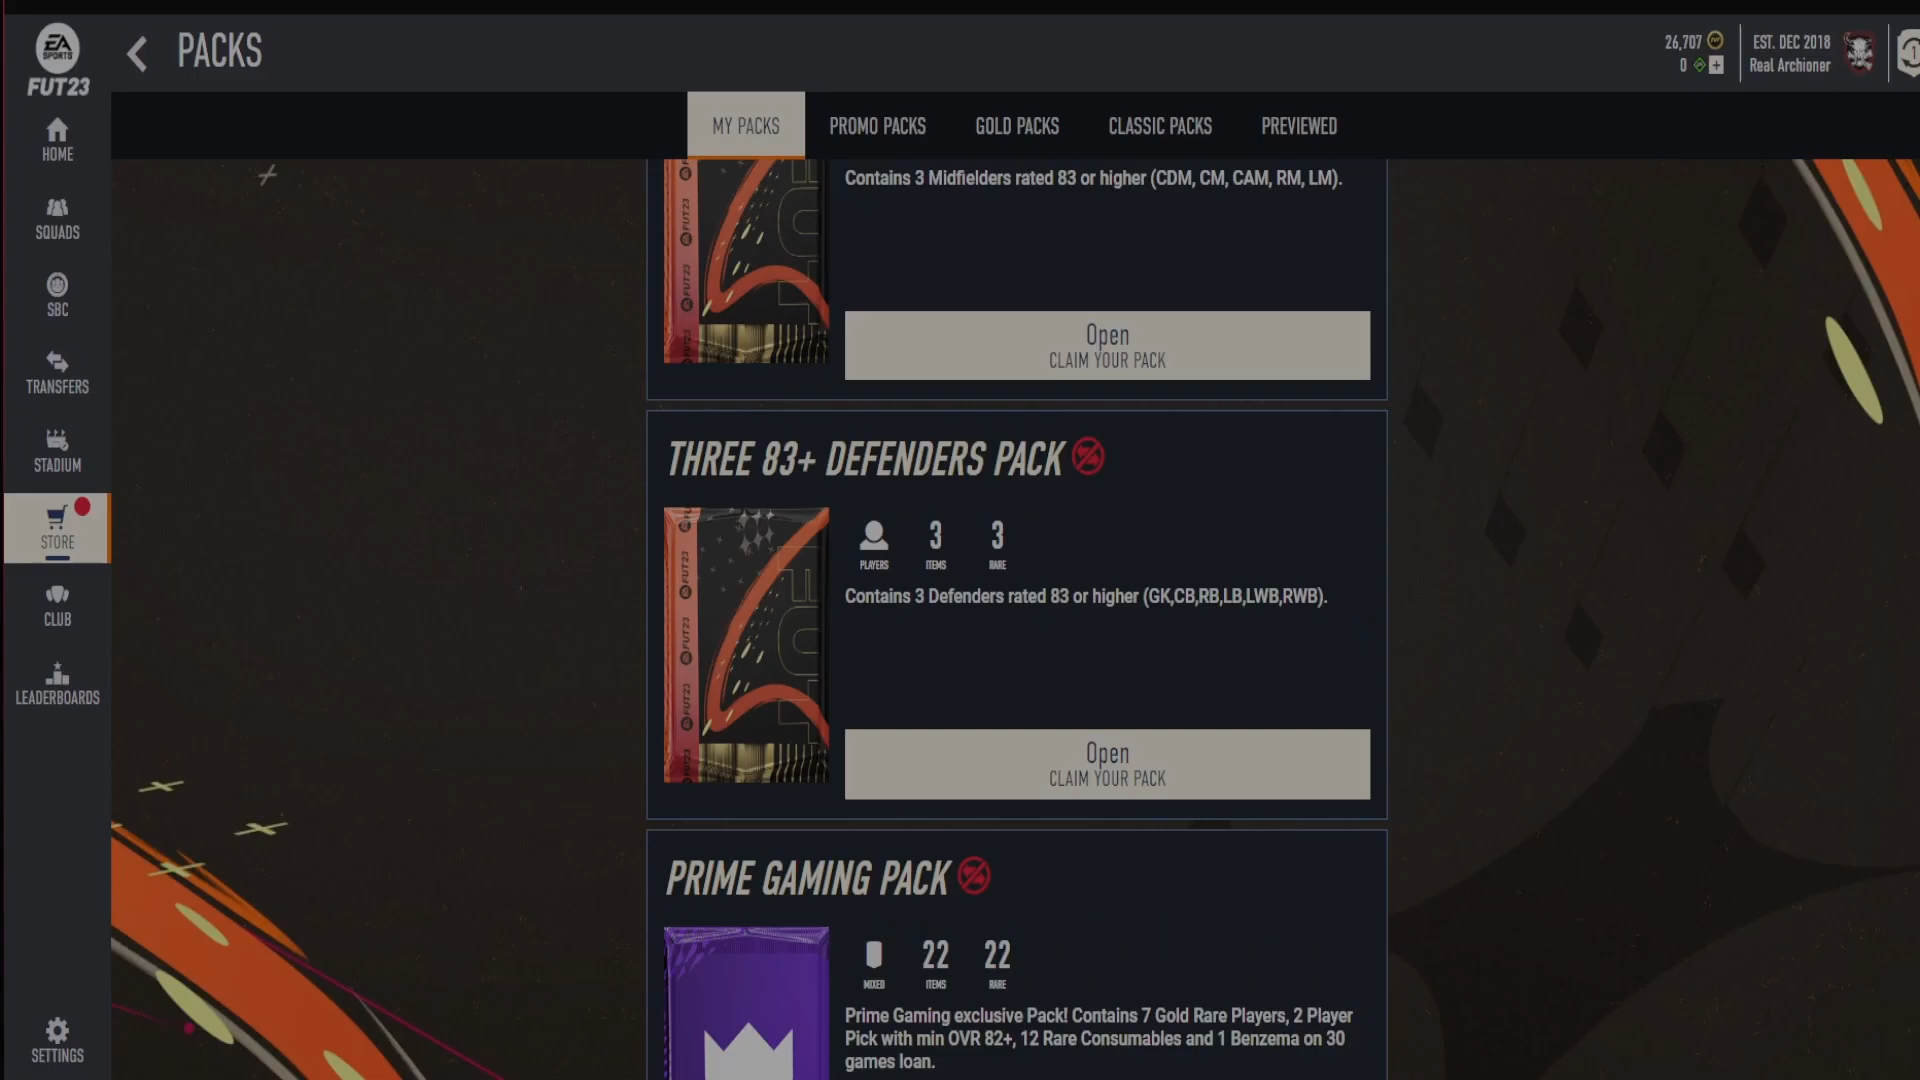 EA
SPORTS
FUT23
PACKS
26,707
0
EST. DEC 2018
Real Archioner
1
MY PACKS
PROMO PACKS
GOLD PACKS
CLASSIC PACKS
PREVIEWED
HOME
SQUADS
SBC
TRANSFERS
STADIUM
STORE
CLUB
LEADERBOARDS
SETTINGS
Contains 3 Midfielders rated 83 or higher (CDM, CM, CAM, RM, LM).
Open
CLAIM YOUR PACK
THREE 83+ DEFENDERS PACK
FUT23
FUT23
3
3
PLAYERS
ITEMS
RARE
Contains 3 Defenders rated 83 or higher (GK,CB,RB,LB,LWB,RWB).
Open
CLAIM YOUR PACK
PRIME GAMING PACK
22
22
MIXED
ITEMS
RARE
Prime Gaming exclusive Pack! Contains 7 Gold Rare Players, 2 Player
Pick with min OVR 82+, 12 Rare Consumables and 1 Benzema on 30
games loan.